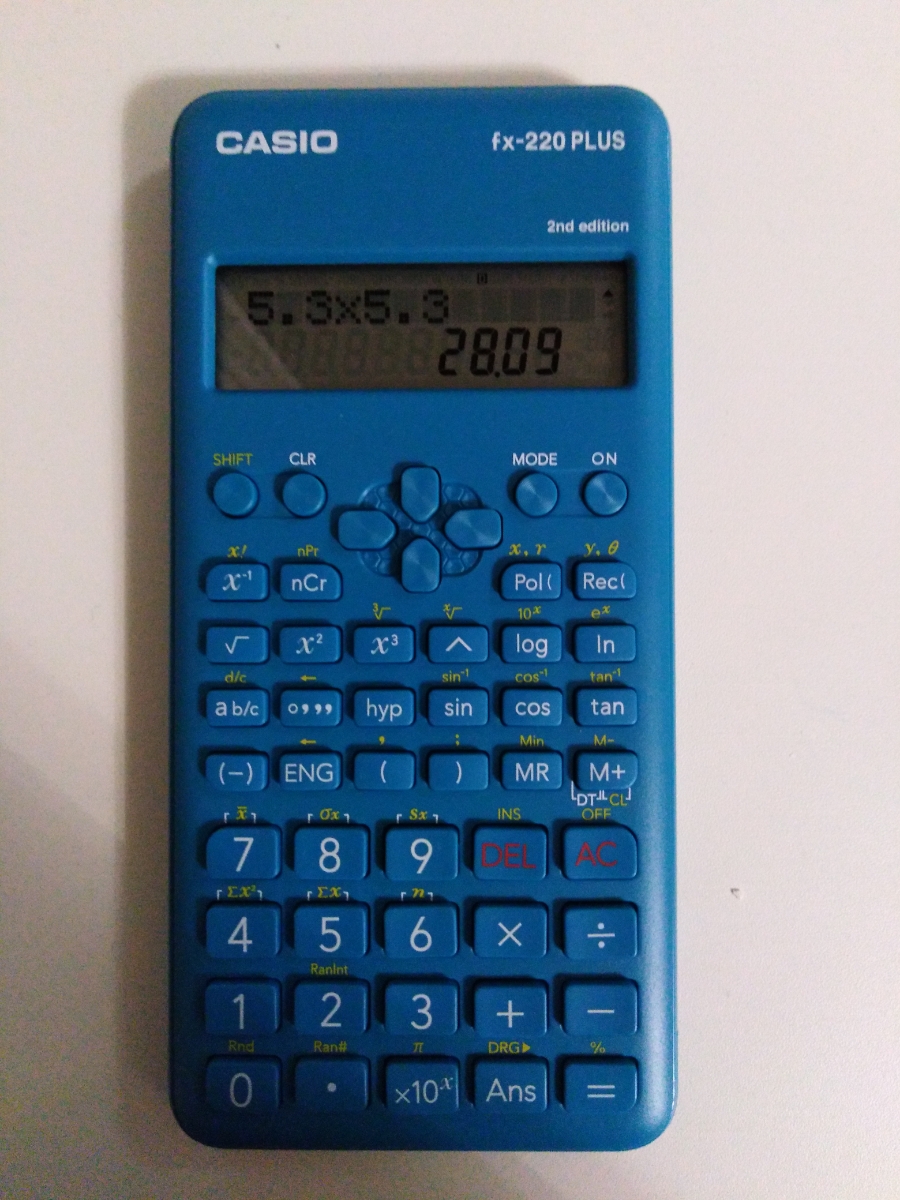 CASIO fx-220 PLUS
2nd edition
D
5.3x5.3
28.09
SHIFT CLR MODE ON
x! nPr x, r y, θ
x⁻¹ nCr Pol( Rec(
³√ ˣ√ 10ˣ eˣ
√ x² x³ ^ log ln
d/c ← sin⁻¹ cos⁻¹ tan⁻¹
a b/c o,,, hyp sin cos tan
← , ; Min M-
(−) ENG ( ) MR M+
DT CL
x̄ σx sx INS OFF
7 8 9 DEL AC
Σx² Σx n
4 5 6 × ÷
RanInt
1 2 3 + −
Rnd Ran# π DRG▶ %
0 • ×10ˣ Ans =